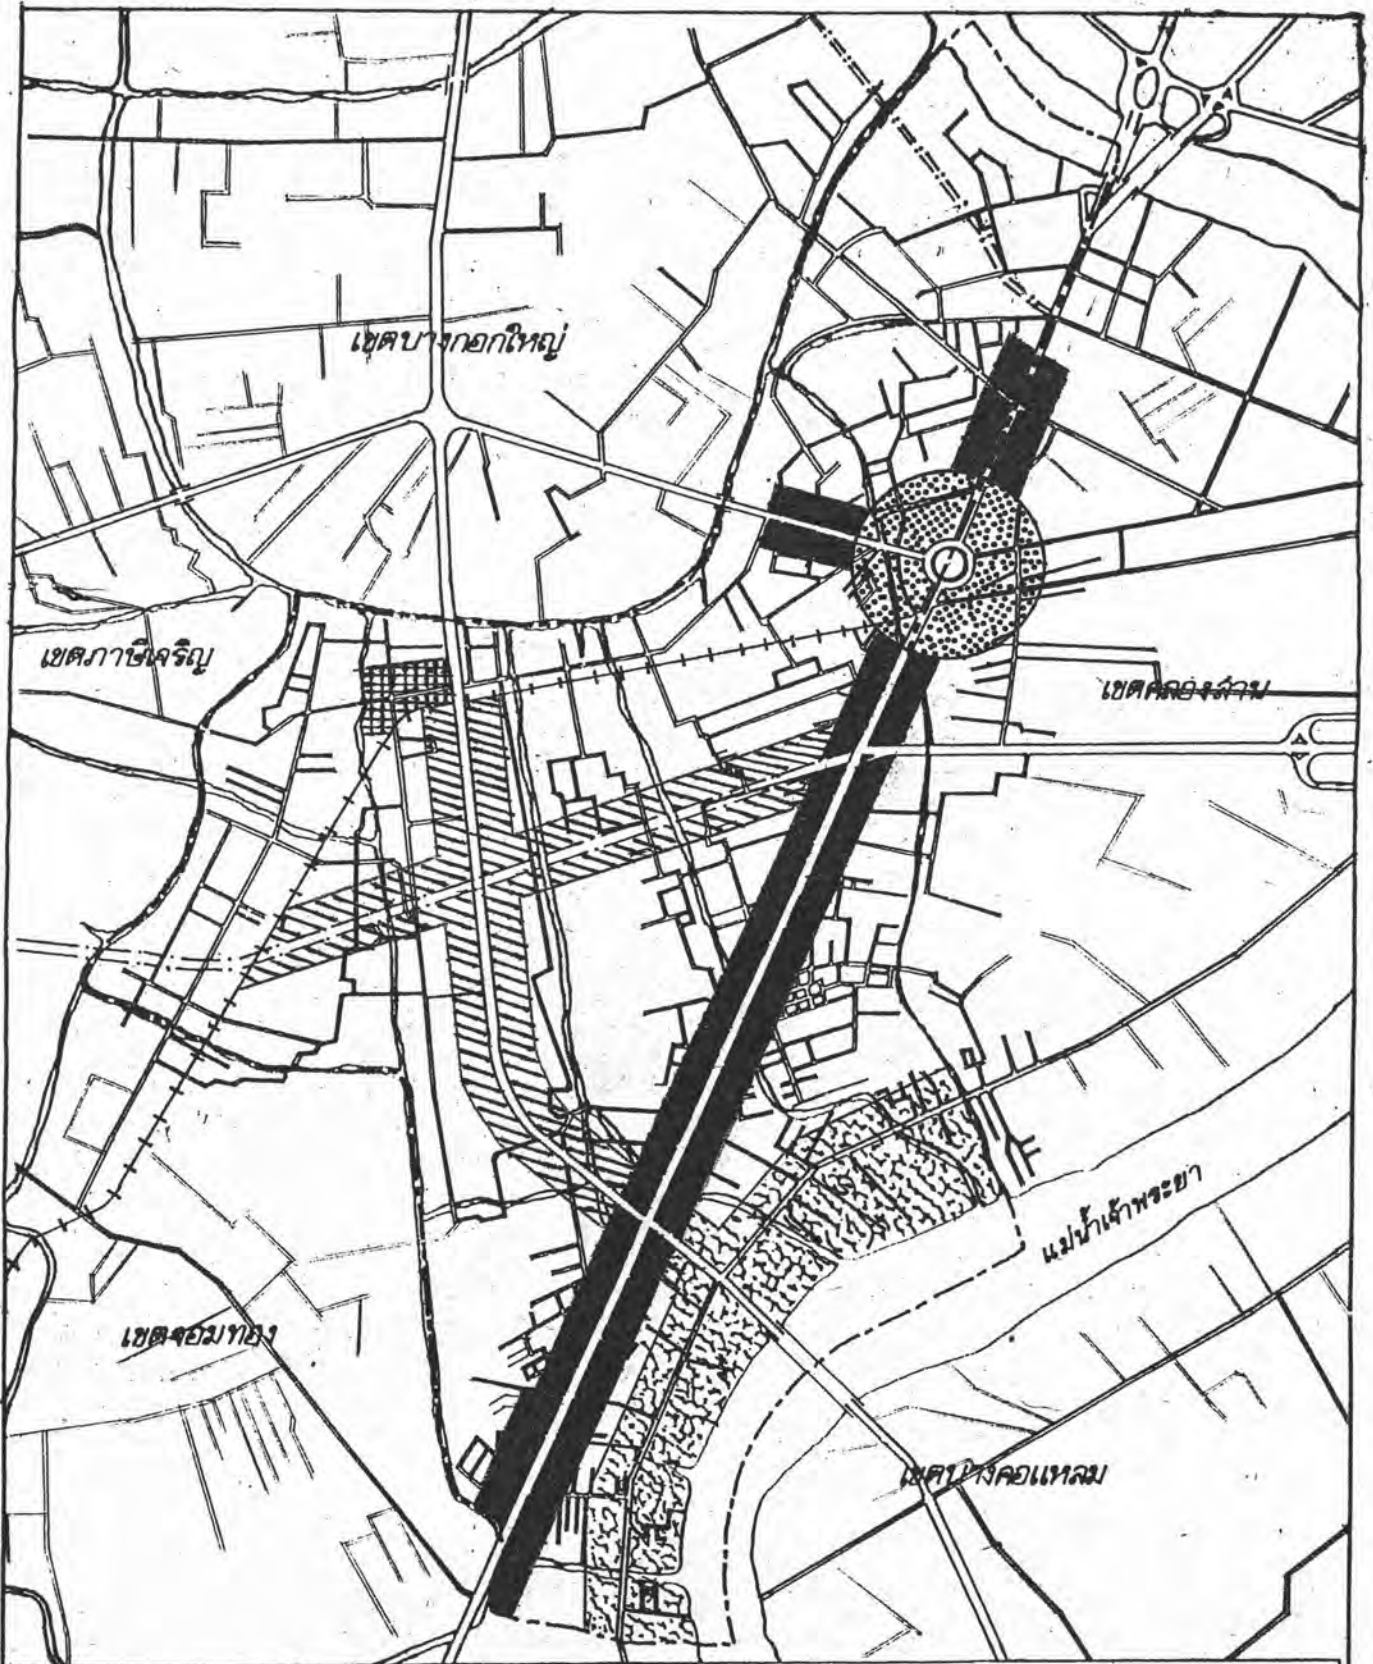 เขตบางกอกใหญ่
เขตภาษีเจริญ
เขตคลองสาน
แม่น้ำเจ้าพระยา
เขตจอมทอง
เขตบางคอแหลม